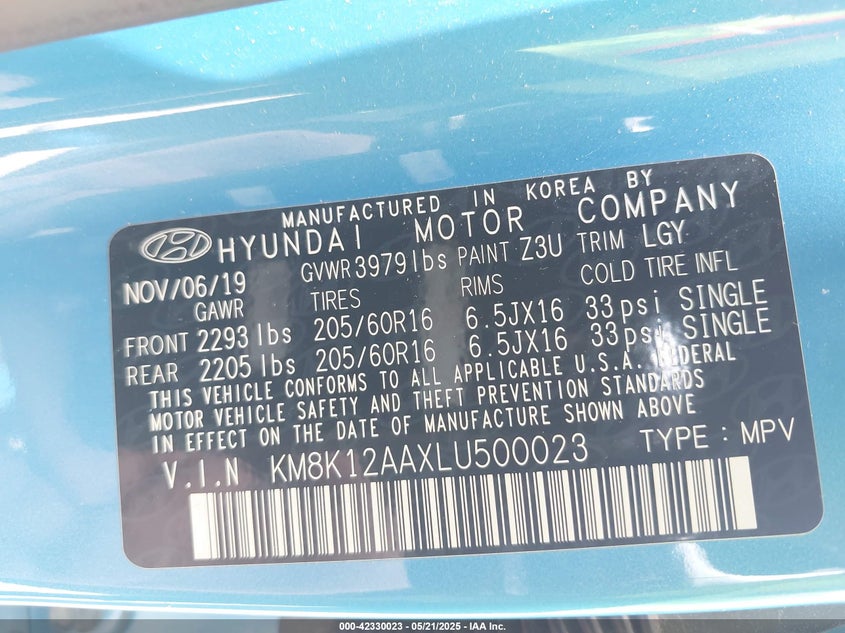 MANUFACTURED IN KOREA BY
HYUNDAI MOTOR COMPANY
NOV/06/19 GVWR 3979 lbs PAINT Z3U TRIM LGY
GAWR TIRES RIMS COLD TIRE INFL
FRONT 2293 lbs 205/60R16 6.5JX16 33 psi SINGLE
REAR 2205 lbs 205/60R16 6.5JX16 33 psi SINGLE
THIS VEHICLE CONFORMS TO ALL APPLICABLE U.S.A. FEDERAL
MOTOR VEHICLE SAFETY AND THEFT PREVENTION STANDARDS
IN EFFECT ON THE DATE OF MANUFACTURE SHOWN ABOVE
V.I.N KM8K12AAXLU500023 TYPE : MPV
000-42330023 - 05/21/2025 - IAA Inc.